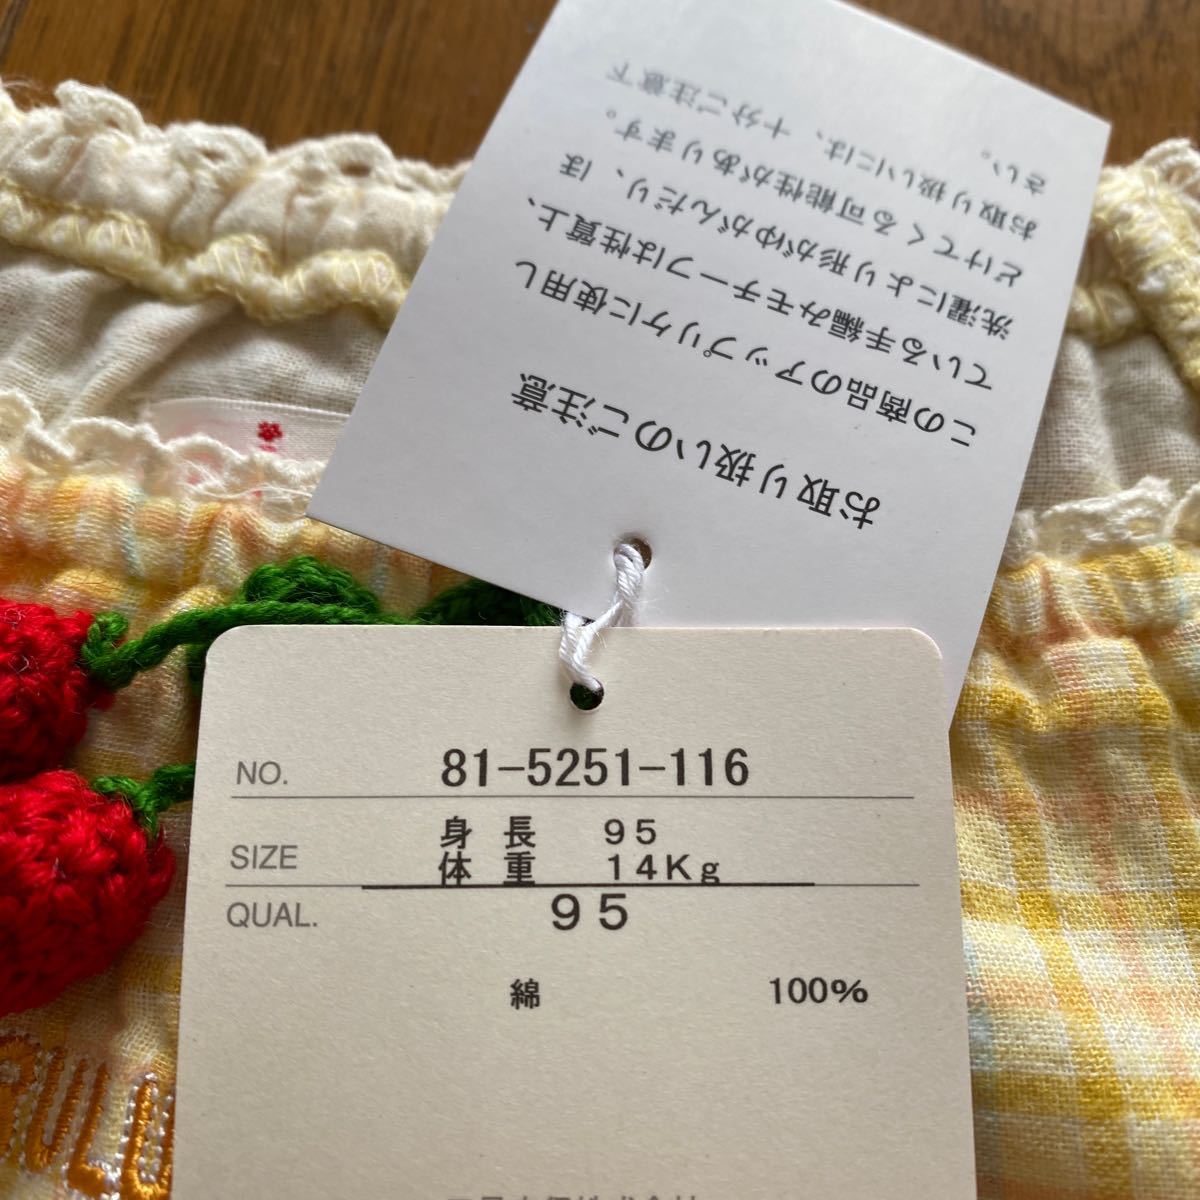 お取り扱いのご注意
この商品のアップリケに使用し
ている手編みモチーフは性質上、
洗濯により形がゆがんだり、ほ
どけてくる可能性があります。
お取り扱いには、十分ご注意下
さい。
NO. 81-5251-116
SIZE 身長 95
体重 14Kg
QUAL. 95
綿 100%